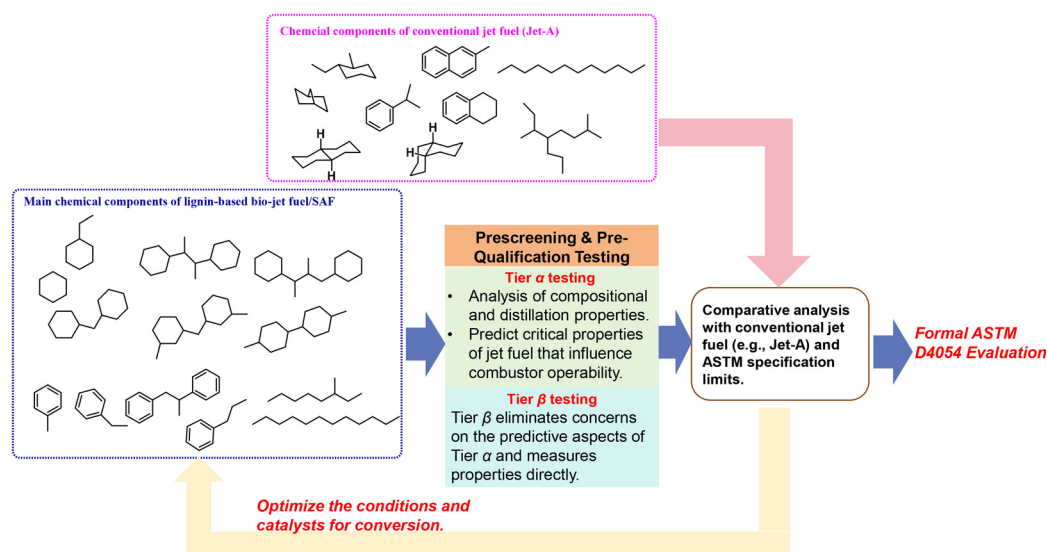 Chemcial components of conventional jet fuel (Jet-A)
H
H
H
H
Main chemical components of lignin-based bio-jet fuel/SAF
Prescreening & Pre-
Qualification Testing
Tier α testing
• Analysis of compositional
and distillation properties.
• Predict critical properties
of jet fuel that influence
combustor operability.
Tier β testing
Tier β eliminates concerns
on the predictive aspects of
Tier α and measures
properties directly.
Comparative analysis
with conventional jet
fuel (e.g., Jet-A) and
ASTM specification
limits.
Formal ASTM
D4054 Evaluation
Optimize the conditions and
catalysts for conversion.